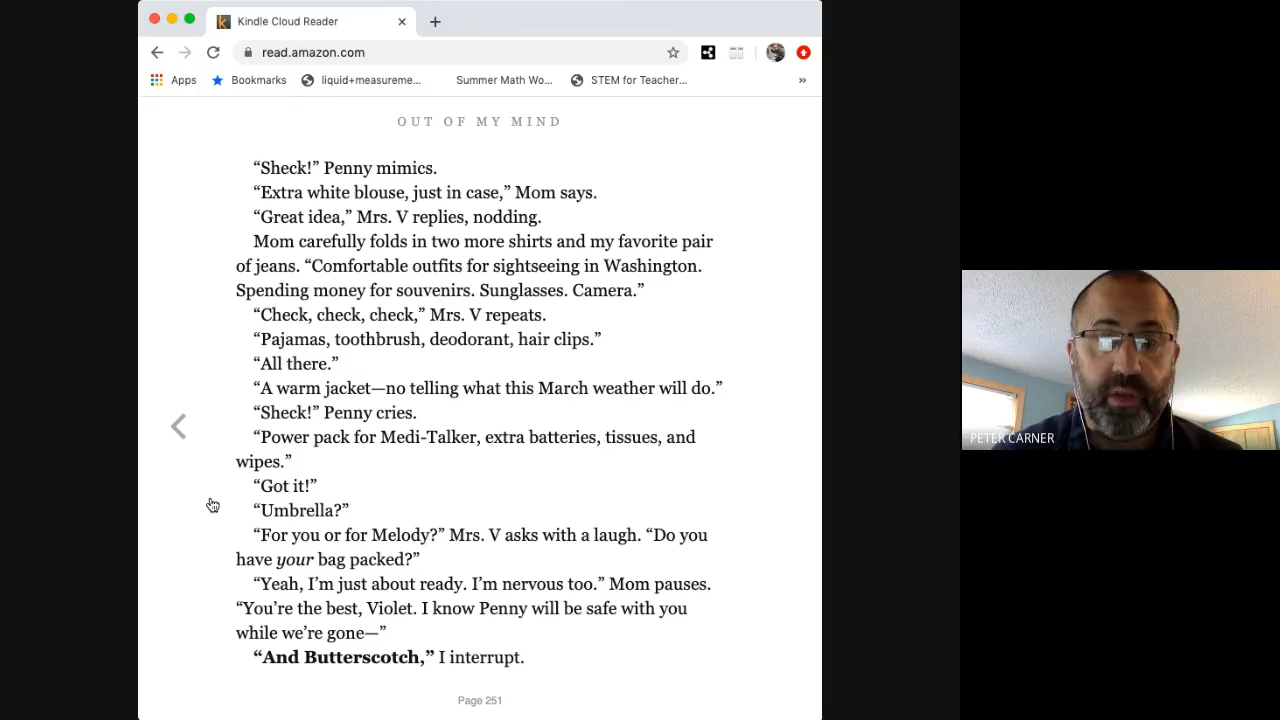 Kindle Cloud Reader
read.amazon.com
Apps Bookmarks liquid+measureme... Summer Math Wo... STEM for Teacher... »
OUT OF MY MIND
“Sheck!” Penny mimics.
“Extra white blouse, just in case,” Mom says.
“Great idea,” Mrs. V replies, nodding.
Mom carefully folds in two more shirts and my favorite pair
of jeans. “Comfortable outfits for sightseeing in Washington.
Spending money for souvenirs. Sunglasses. Camera.”
“Check, check, check,” Mrs. V repeats.
“Pajamas, toothbrush, deodorant, hair clips.”
“All there.”
“A warm jacket—no telling what this March weather will do.”
“Sheck!” Penny cries.
“Power pack for Medi-Talker, extra batteries, tissues, and
wipes.”
“Got it!”
“Umbrella?”
“For you or for Melody?” Mrs. V asks with a laugh. “Do you
have your bag packed?”
“Yeah, I’m just about ready. I’m nervous too.” Mom pauses.
“You’re the best, Violet. I know Penny will be safe with you
while we’re gone—”
“And Butterscotch,” I interrupt.
Page 251
PETER CARNER